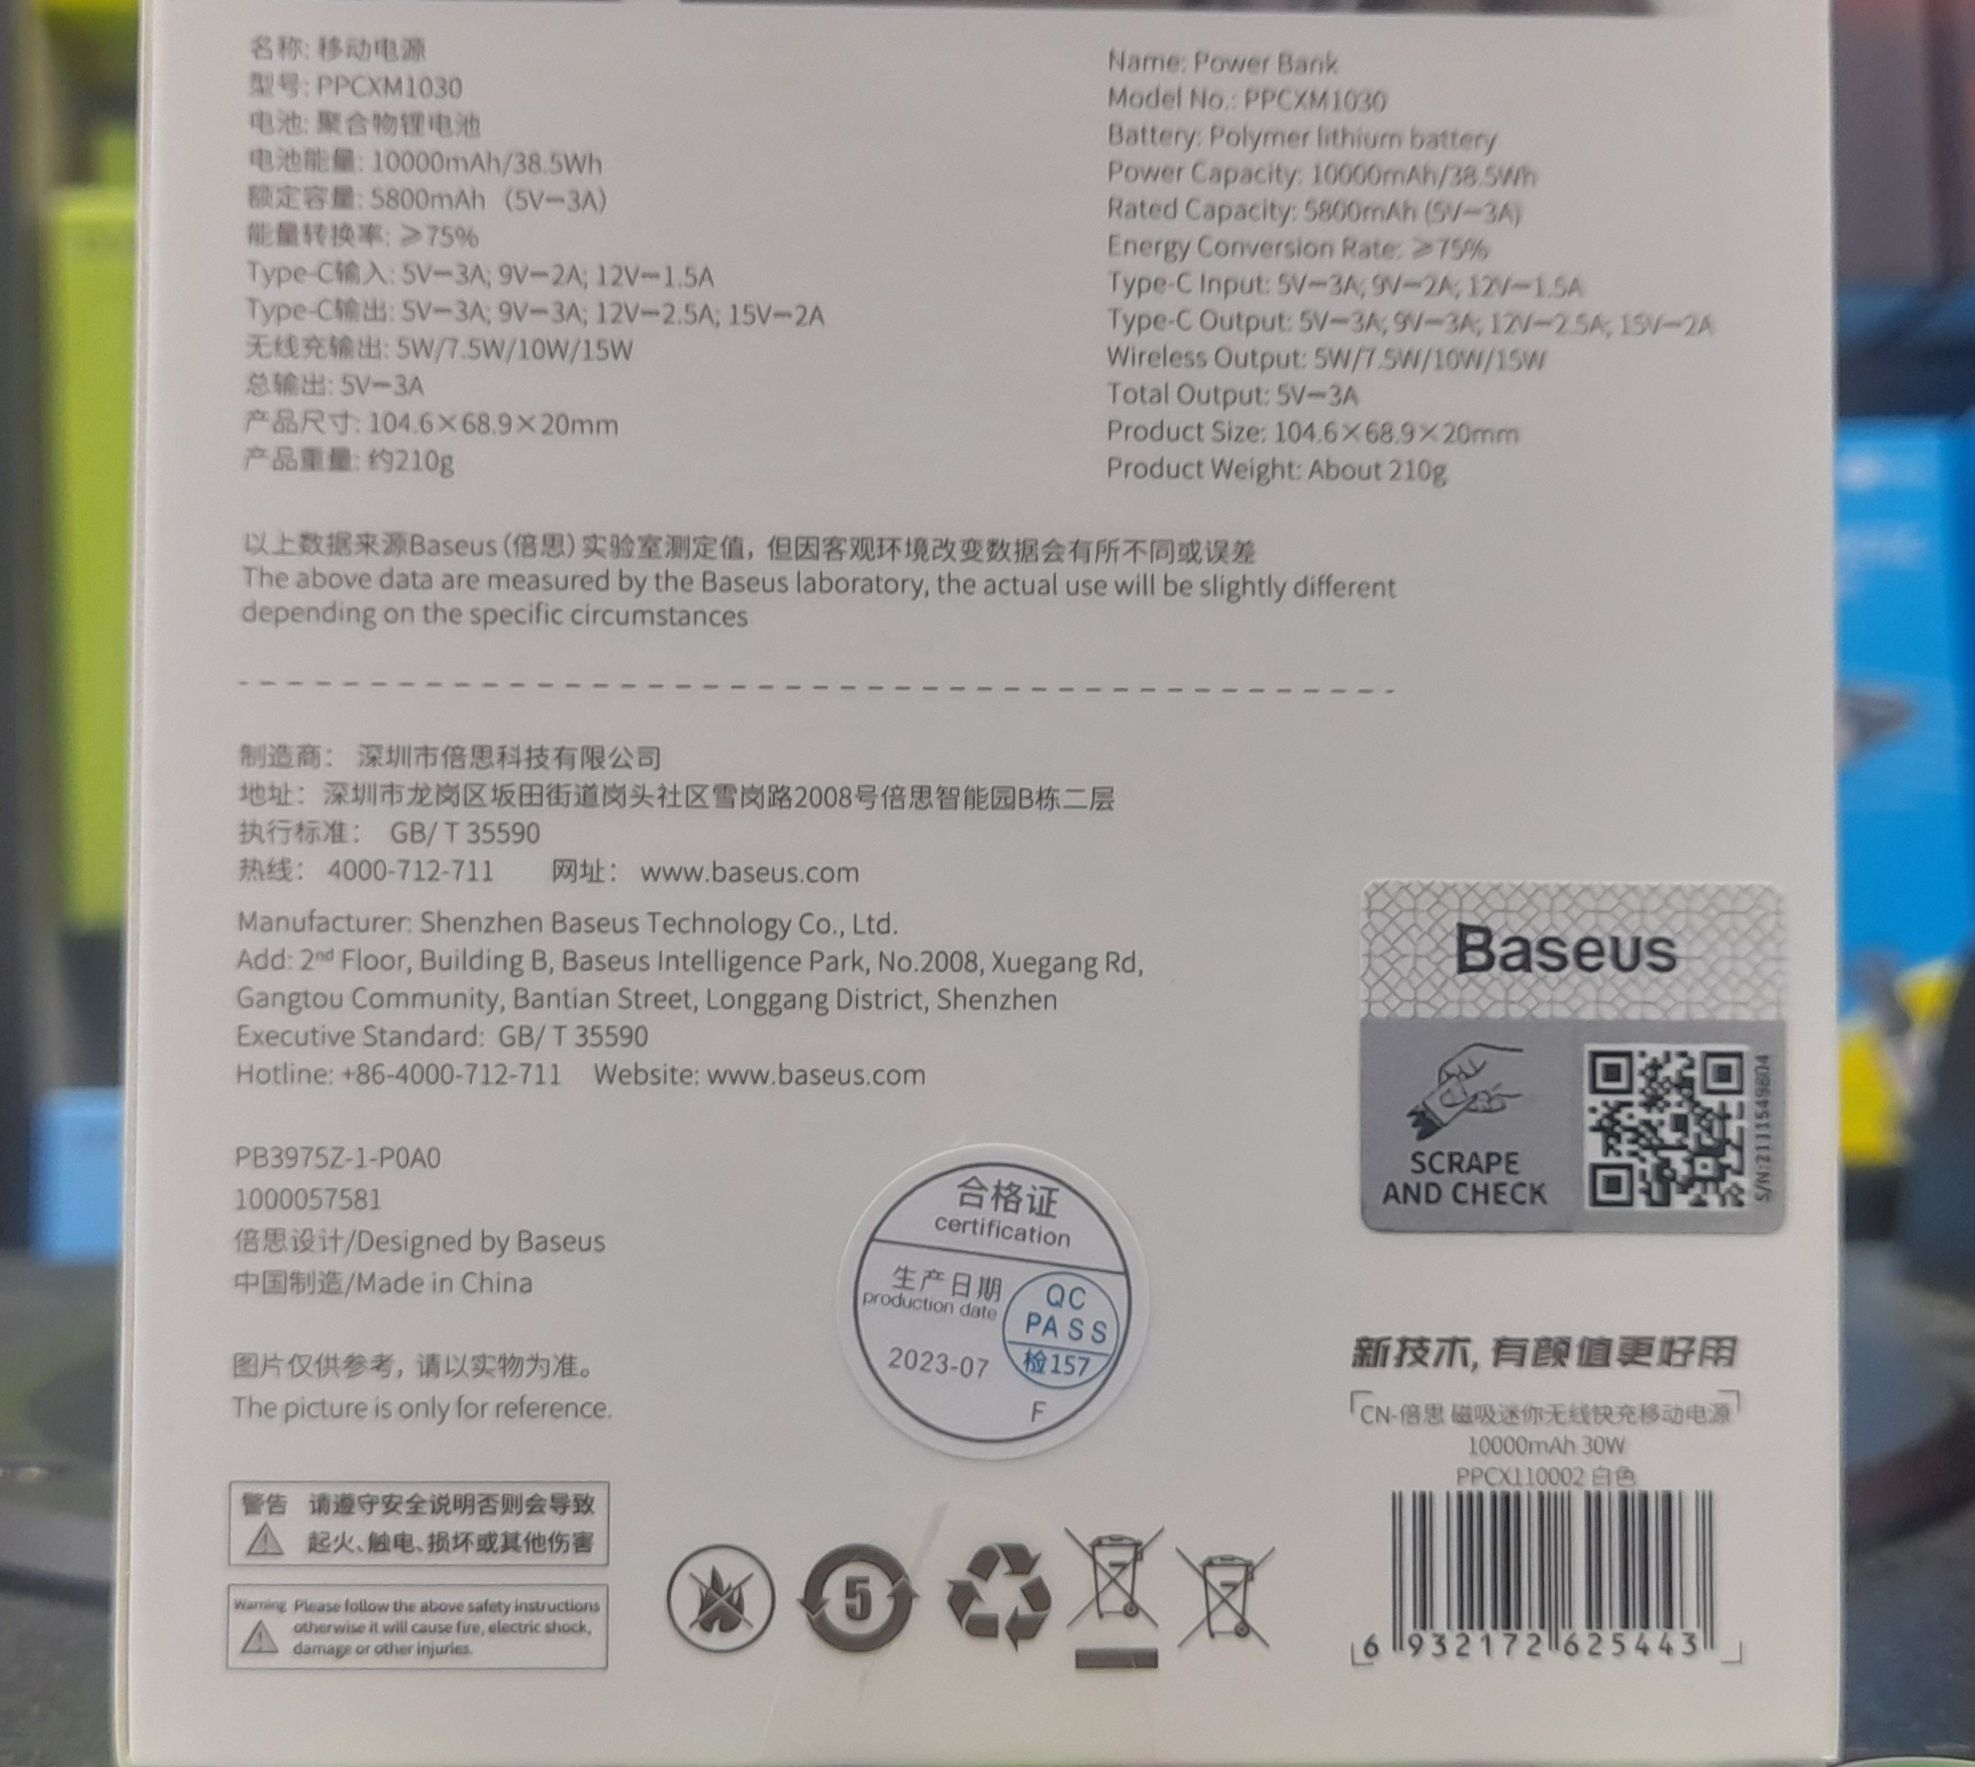 名称: 移动电源
型号: PPCXM1030
电池: 聚合物锂电池
电池能量: 10000mAh/38.5Wh
额定容量: 5800mAh（5V⎓3A）
能量转换率: ≥75%
Type-C输入: 5V⎓3A; 9V⎓2A; 12V⎓1.5A
Type-C输出: 5V⎓3A; 9V⎓3A; 12V⎓2.5A; 15V⎓2A
无线充输出: 5W/7.5W/10W/15W
总输出: 5V⎓3A
产品尺寸: 104.6×68.9×20mm
产品重量: 约210g
Name: Power Bank
Model No.: PPCXM1030
Battery: Polymer lithium battery
Power Capacity: 10000mAh/38.5Wh
Rated Capacity: 5800mAh (5V⎓3A)
Energy Conversion Rate: ≥75%
Type-C Input: 5V⎓3A; 9V⎓2A; 12V⎓1.5A
Type-C Output: 5V⎓3A; 9V⎓3A; 12V⎓2.5A; 15V⎓2A
Wireless Output: 5W/7.5W/10W/15W
Total Output: 5V⎓3A
Product Size: 104.6×68.9×20mm
Product Weight: About 210g
以上数据来源Baseus（倍思）实验室测定值, 但因客观环境改变数据会有所不同或误差
The above data are measured by the Baseus laboratory, the actual use will be slightly different
depending on the specific circumstances
制造商： 深圳市倍思科技有限公司
地址： 深圳市龙岗区坂田街道岗头社区雪岗路2008号倍思智能园B栋二层
执行标准： GB/ T 35590
热线： 4000-712-711 网址： www.baseus.com
Manufacturer: Shenzhen Baseus Technology Co., Ltd.
Add: 2nd Floor, Building B, Baseus Intelligence Park, No.2008, Xuegang Rd,
Gangtou Community, Bantian Street, Longgang District, Shenzhen
Executive Standard: GB/ T 35590
Hotline: +86-4000-712-711 Website: www.baseus.com
Baseus
SCRAPE
AND CHECK
S/N:2111549804
PB3975Z-1-P0A0
1000057581
倍思设计/Designed by Baseus
中国制造/Made in China
合格证
certification
生产日期
production date
2023-07
QC
PASS
检157
F
图片仅供参考, 请以实物为准。
The picture is only for reference.
新技术, 有颜值更好用
CN-倍思 磁吸迷你无线快充移动电源
10000mAh 30W
PPCX110002 白色
6 932172 625443
警告 请遵守安全说明否则会导致
起火、触电、损坏或其他伤害
Warning Please follow the above safety instructions
otherwise it will cause fire, electric shock,
damage or other injuries.
5